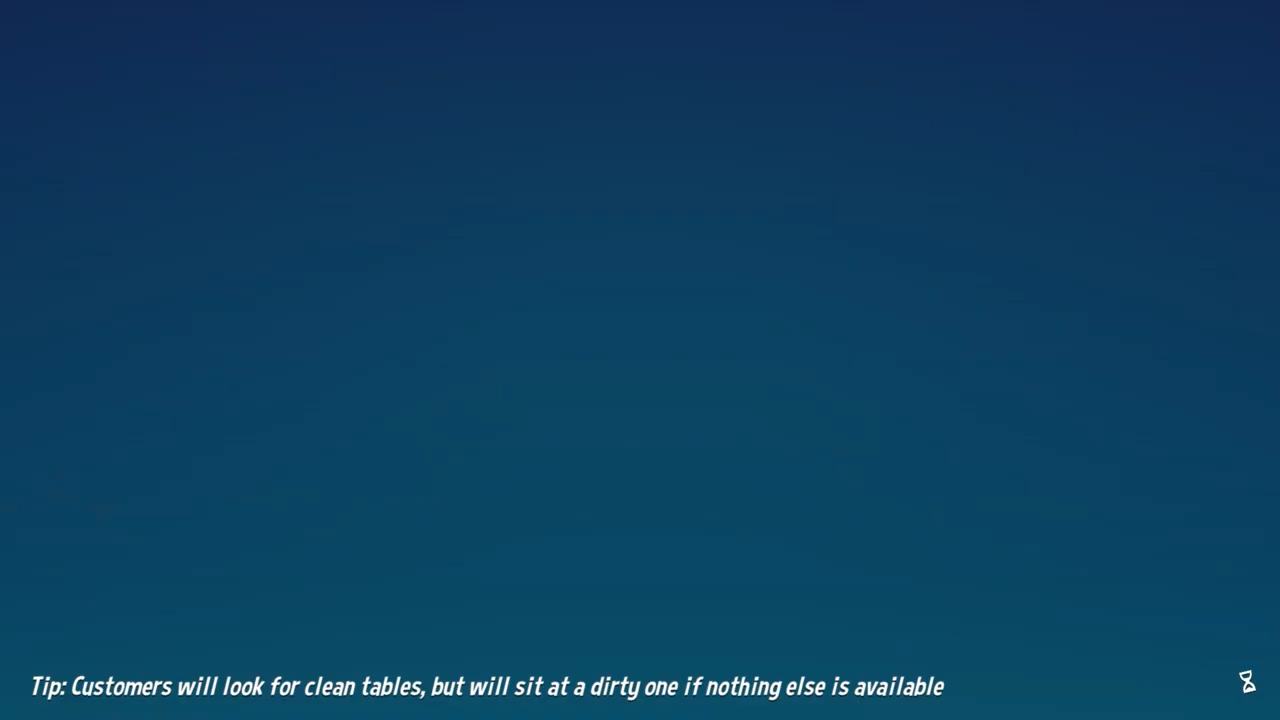 Tip: Customers will look for clean tables, but will sit at a dirty one if nothing else is available